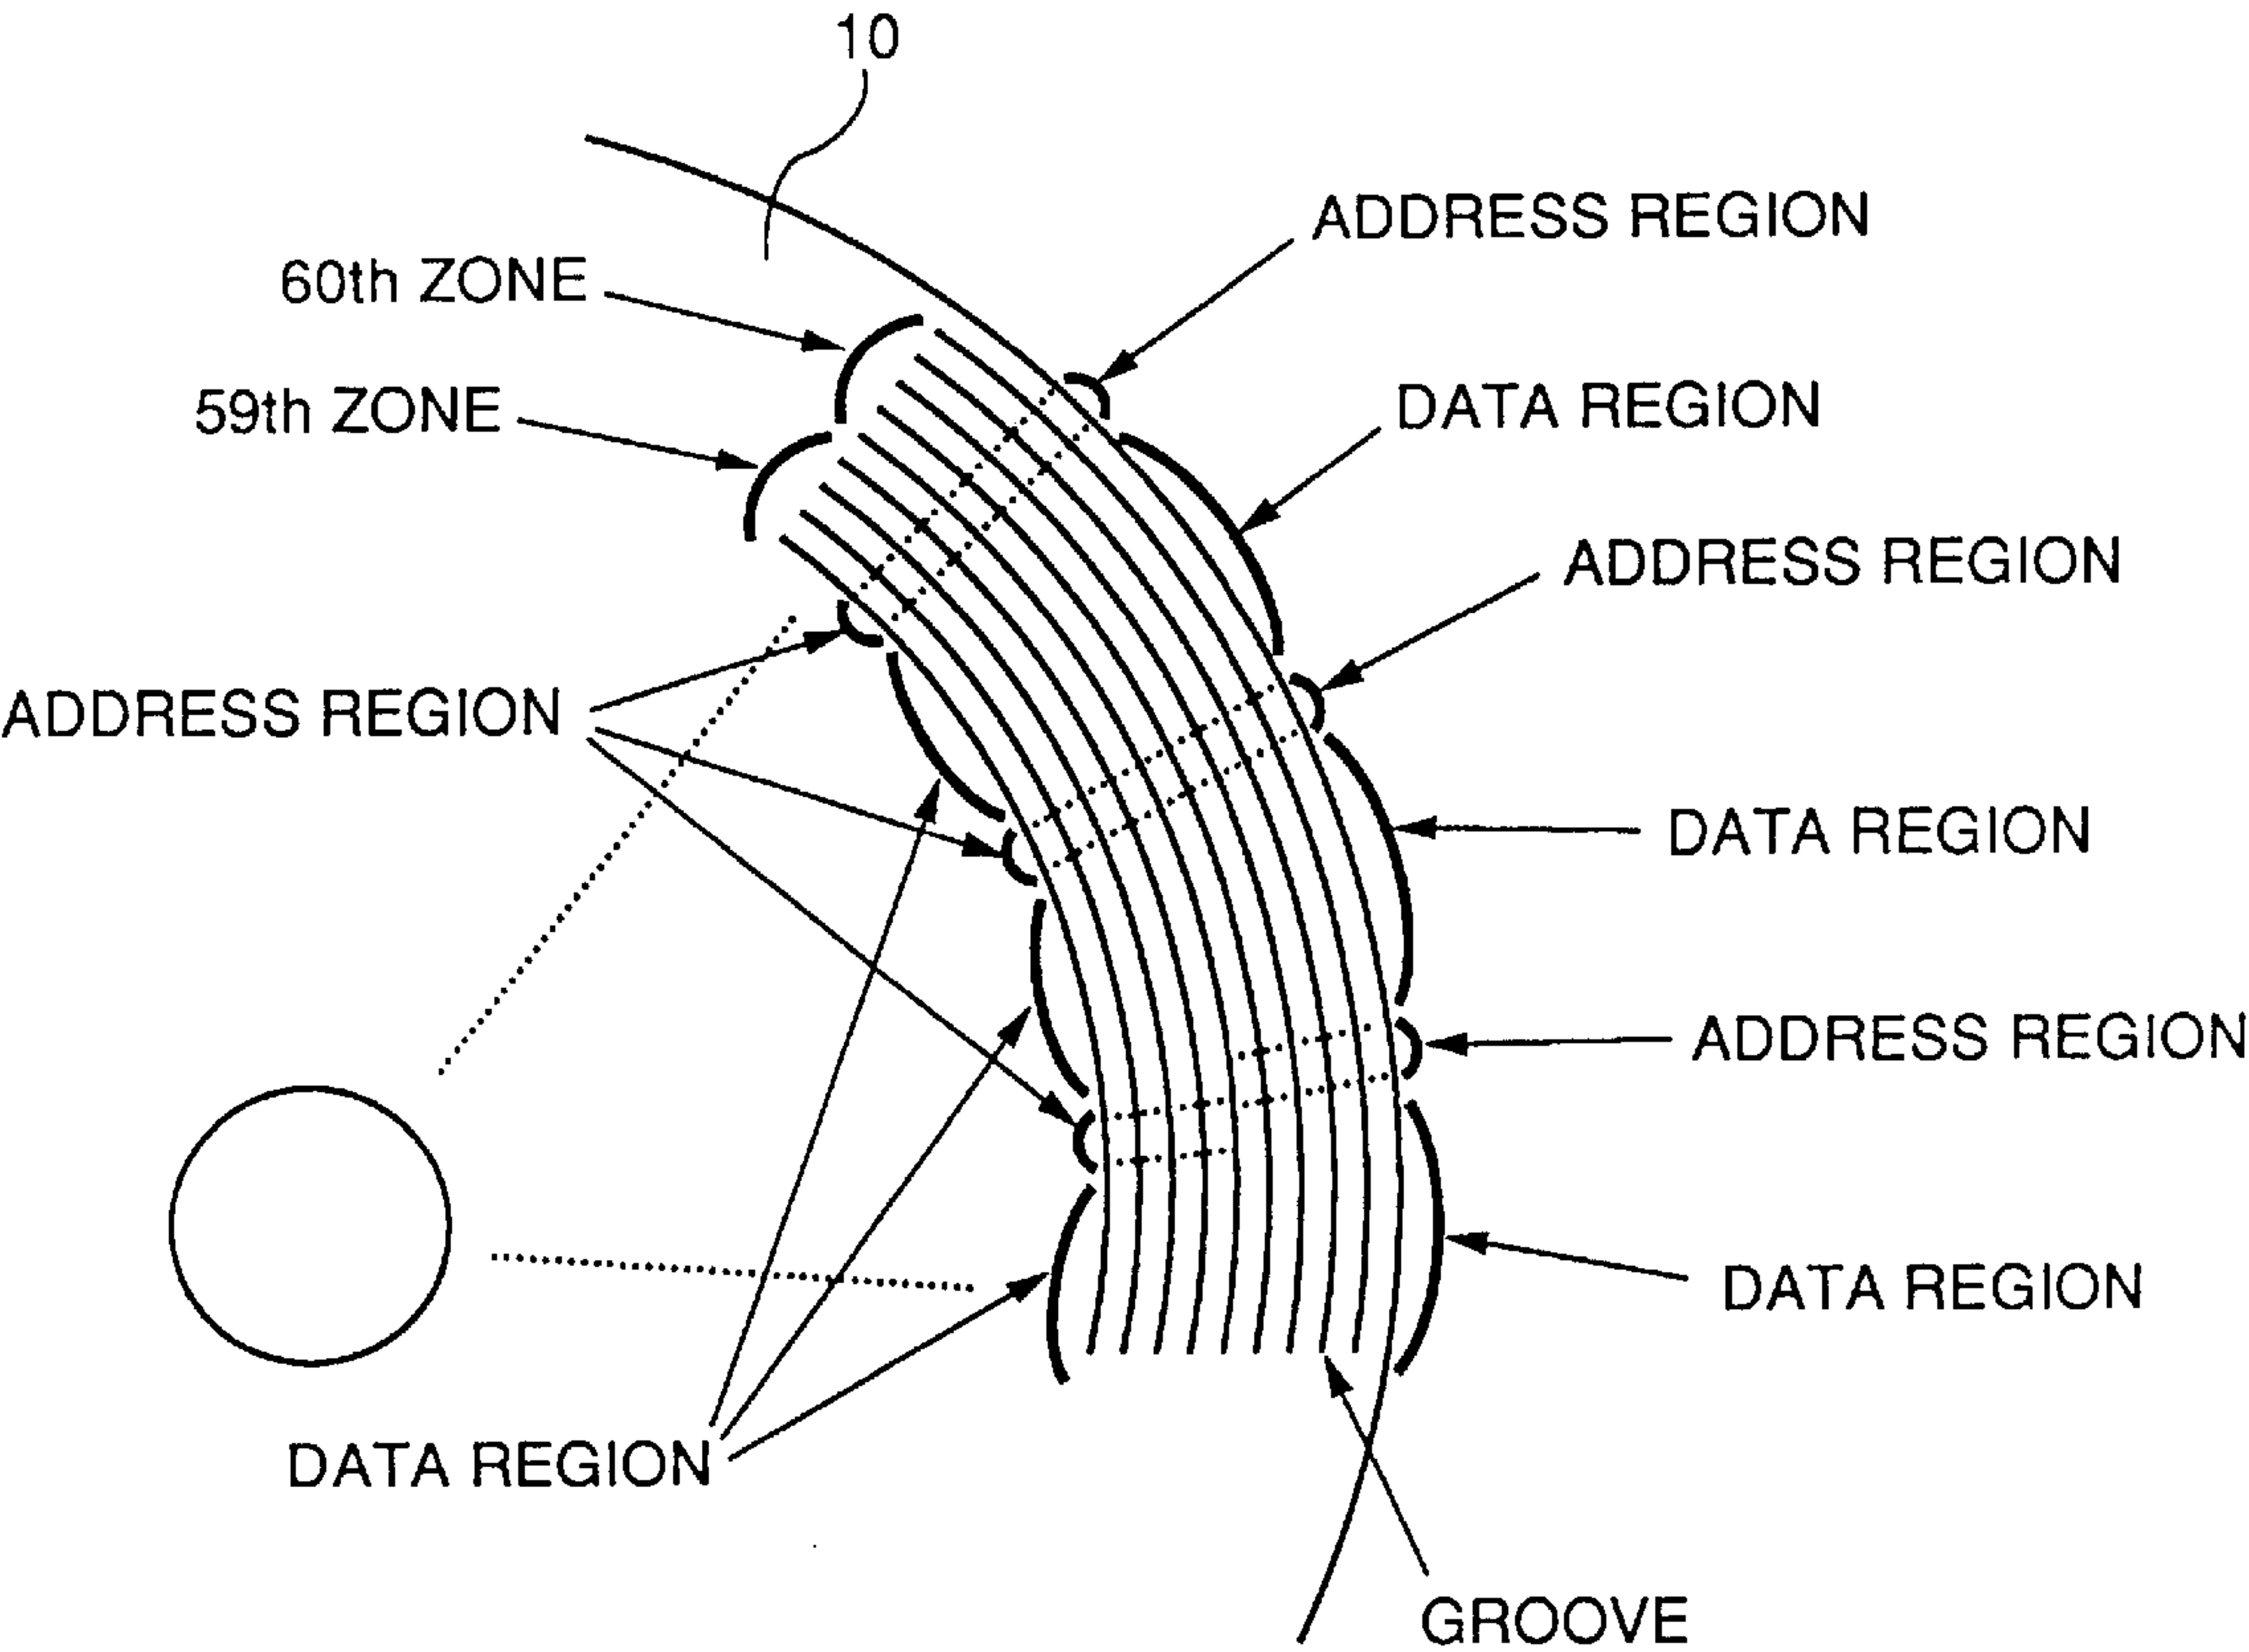 10
ADDRESS REGION
60th ZONE
DATA REGION
59th ZONE
ADDRESS REGION
ADDRESS REGION
DATA REGION
ADDRESS REGION
DATA REGION
DATA REGION
GROOVE